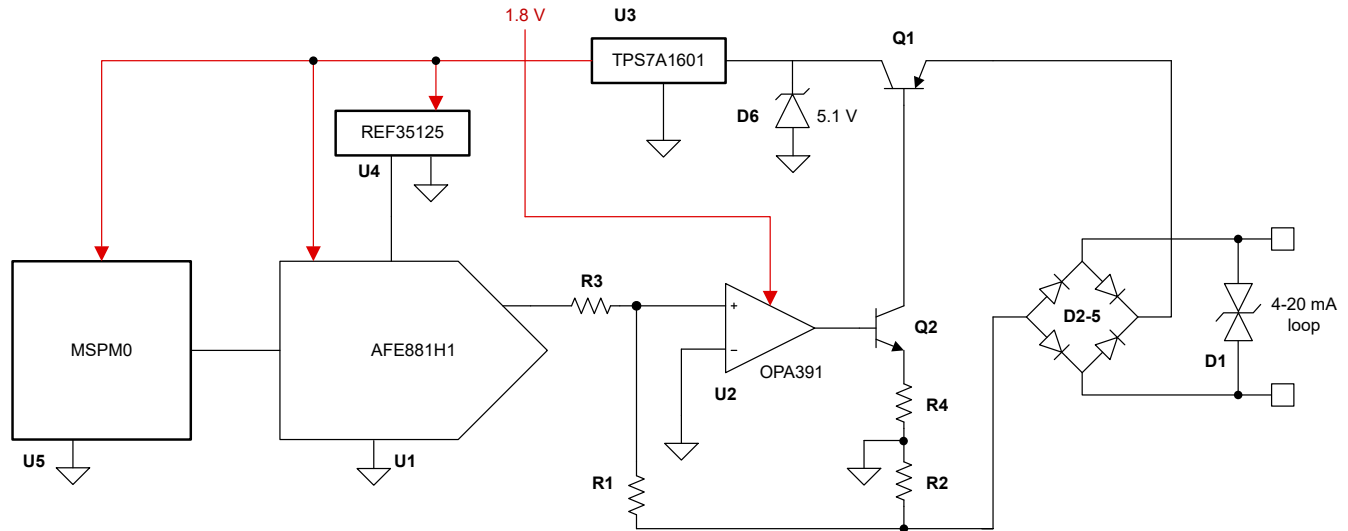 1.8 V
U3
TPS7A1601
Q1
D6
5.1 V
REF35125
U4
R3
MSPM0
AFE881H1
+
−
OPA391
U2
Q2
D2-5
4-20 mA
loop
D1
R4
U5
U1
R1
R2